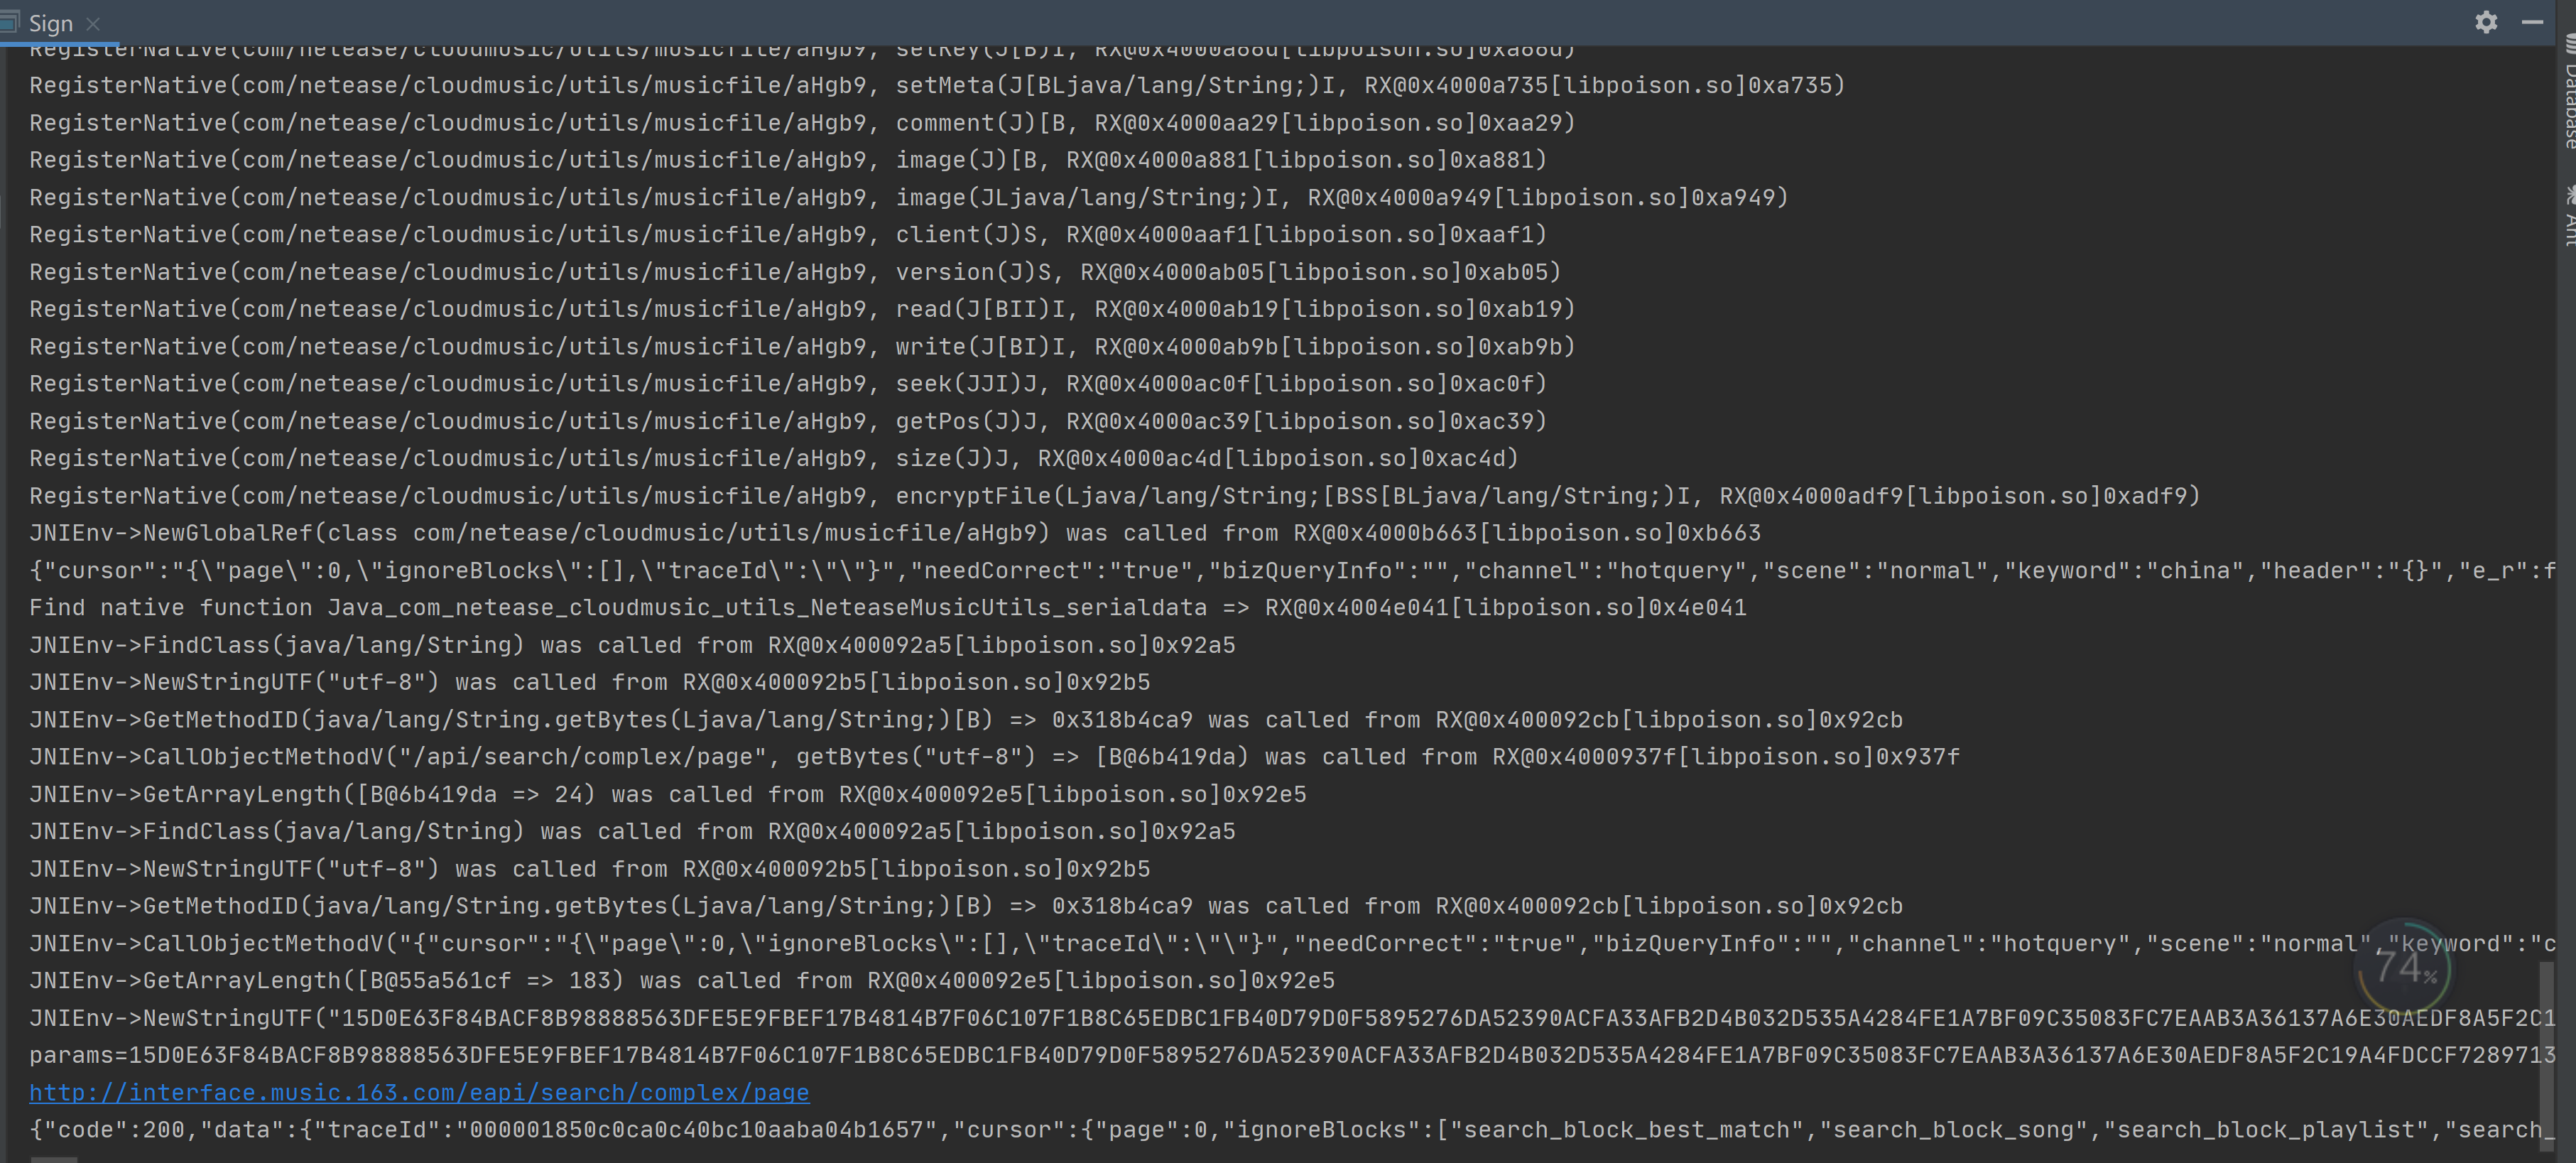 Sign
RegisterNative(com/netease/cloudmusic/utils/musicfile/aHgb9, setKey(J[B)I,
RegisterNative(com/netease/cloudmusic/utils/musicfile/aHgb9, setMeta(J[BLjava/lang/String;)I, RX@0x4000a735[libpoison.so]0xa735)
RegisterNative(com/netease/cloudmusic/utils/musicfile/aHgb9, comment(J)[B, RX@0x4000aa29[libpoison.so]0xaa29)
RegisterNative(com/netease/cloudmusic/utils/musicfile/aHgb9, image(J)[B, RX@0x4000a881[libpoison.so]0xa881)
RegisterNative(com/netease/cloudmusic/utils/musicfile/aHgb9, image(JLjava/lang/String;)I, RX@0x4000a949[libpoison.so]0xa949)
RegisterNative(com/netease/cloudmusic/utils/musicfile/aHgb9, client(J)S, RX@0x4000aaf1[libpoison.so]0xaaf1)
RegisterNative(com/netease/cloudmusic/utils/musicfile/aHgb9, version(J)S, RX@0x4000ab05[libpoison.so]0xab05)
RegisterNative(com/netease/cloudmusic/utils/musicfile/aHgb9, read(J[BII)I, RX@0x4000ab19[libpoison.so]0xab19)
RegisterNative(com/netease/cloudmusic/utils/musicfile/aHgb9, write(J[BI)I, RX@0x4000ab9b[libpoison.so]0xab9b)
RegisterNative(com/netease/cloudmusic/utils/musicfile/aHgb9, seek(JJI)J, RX@0x4000ac0f[libpoison.so]0xac0f)
RegisterNative(com/netease/cloudmusic/utils/musicfile/aHgb9, getPos(J)J, RX@0x4000ac39[libpoison.so]0xac39)
RegisterNative(com/netease/cloudmusic/utils/musicfile/aHgb9, size(J)J, RX@0x4000ac4d[libpoison.so]0xac4d)
RegisterNative(com/netease/cloudmusic/utils/musicfile/aHgb9, encryptFile(Ljava/lang/String;[BSS[BLjava/lang/String;)I, RX@0x4000adf9[libpoison.so]0xadf9)
JNIEnv->NewGlobalRef(class com/netease/cloudmusic/utils/musicfile/aHgb9) was called from RX@0x4000b663[libpoison.so]0xb663
{"cursor":"{\"page\":0,\"ignoreBlocks\":[],\"traceId\":\"\"}","needCorrect":"true","bizQueryInfo":"","channel":"hotquery","scene":"normal","keyword":"china","header":"{}","e_r":f
Find native function Java_com_netease_cloudmusic_utils_NeteaseMusicUtils_serialdata => RX@0x4004e041[libpoison.so]0x4e041
JNIEnv->FindClass(java/lang/String) was called from RX@0x400092a5[libpoison.so]0x92a5
JNIEnv->NewStringUTF("utf-8") was called from RX@0x400092b5[libpoison.so]0x92b5
JNIEnv->GetMethodID(java/lang/String.getBytes(Ljava/lang/String;)[B) => 0x318b4ca9 was called from RX@0x400092cb[libpoison.so]0x92cb
JNIEnv->CallObjectMethodV("/api/search/complex/page", getBytes("utf-8") => [B@6b419da) was called from RX@0x4000937f[libpoison.so]0x937f
JNIEnv->GetArrayLength([B@6b419da => 24) was called from RX@0x400092e5[libpoison.so]0x92e5
JNIEnv->FindClass(java/lang/String) was called from RX@0x400092a5[libpoison.so]0x92a5
JNIEnv->NewStringUTF("utf-8") was called from RX@0x400092b5[libpoison.so]0x92b5
JNIEnv->GetMethodID(java/lang/String.getBytes(Ljava/lang/String;)[B) => 0x318b4ca9 was called from RX@0x400092cb[libpoison.so]0x92cb
JNIEnv->CallObjectMethodV("{"cursor":"{\"page\":0,\"ignoreBlocks\":[],\"traceId\":\"\"}","needCorrect":"true","bizQueryInfo":"","channel":"hotquery","scene":"normal","keyword":"c
JNIEnv->GetArrayLength([B@55a561cf => 183) was called from RX@0x400092e5[libpoison.so]0x92e5
JNIEnv->NewStringUTF("15D0E63F84BACF8B98888563DFE5E9FBEF17B4814B7F06C107F1B8C65EDBC1FB40D79D0F5895276DA52390ACFA33AFB2D4B032D535A4284FE1A7BF09C35083FC7EAAB3A36137A6E30AEDF8A5F2C1
params=15D0E63F84BACF8B98888563DFE5E9FBEF17B4814B7F06C107F1B8C65EDBC1FB40D79D0F5895276DA52390ACFA33AFB2D4B032D535A4284FE1A7BF09C35083FC7EAAB3A36137A6E30AEDF8A5F2C19A4FDCCF7289713
http://interface.music.163.com/eapi/search/complex/page
{"code":200,"data":{"traceId":"000001850c0ca0c40bc10aaba04b1657","cursor":{"page":0,"ignoreBlocks":["search_block_best_match","search_block_song","search_block_playlist","search_
74%
Database
Ant